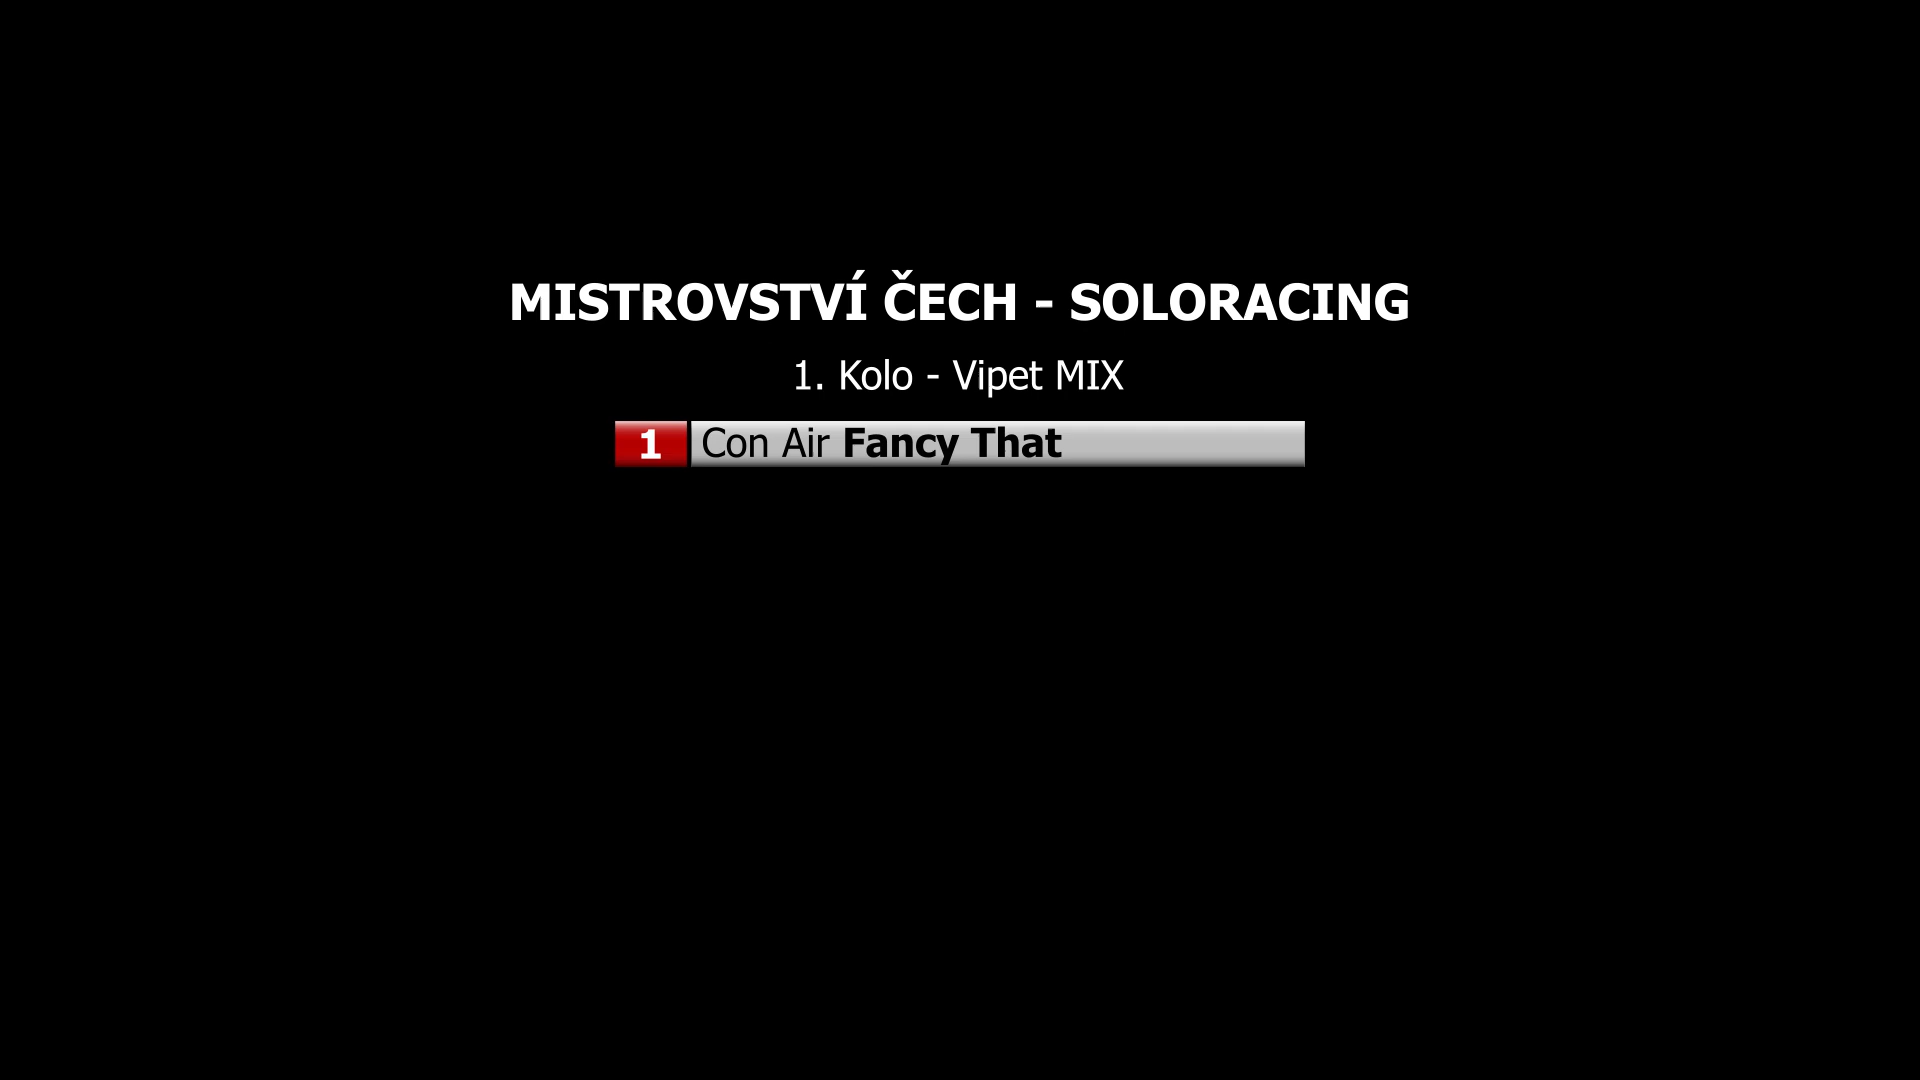 MISTROVSTVÍ ČECH - SOLORACING
1. Kolo - Vipet MIX
1 Con Air Fancy That